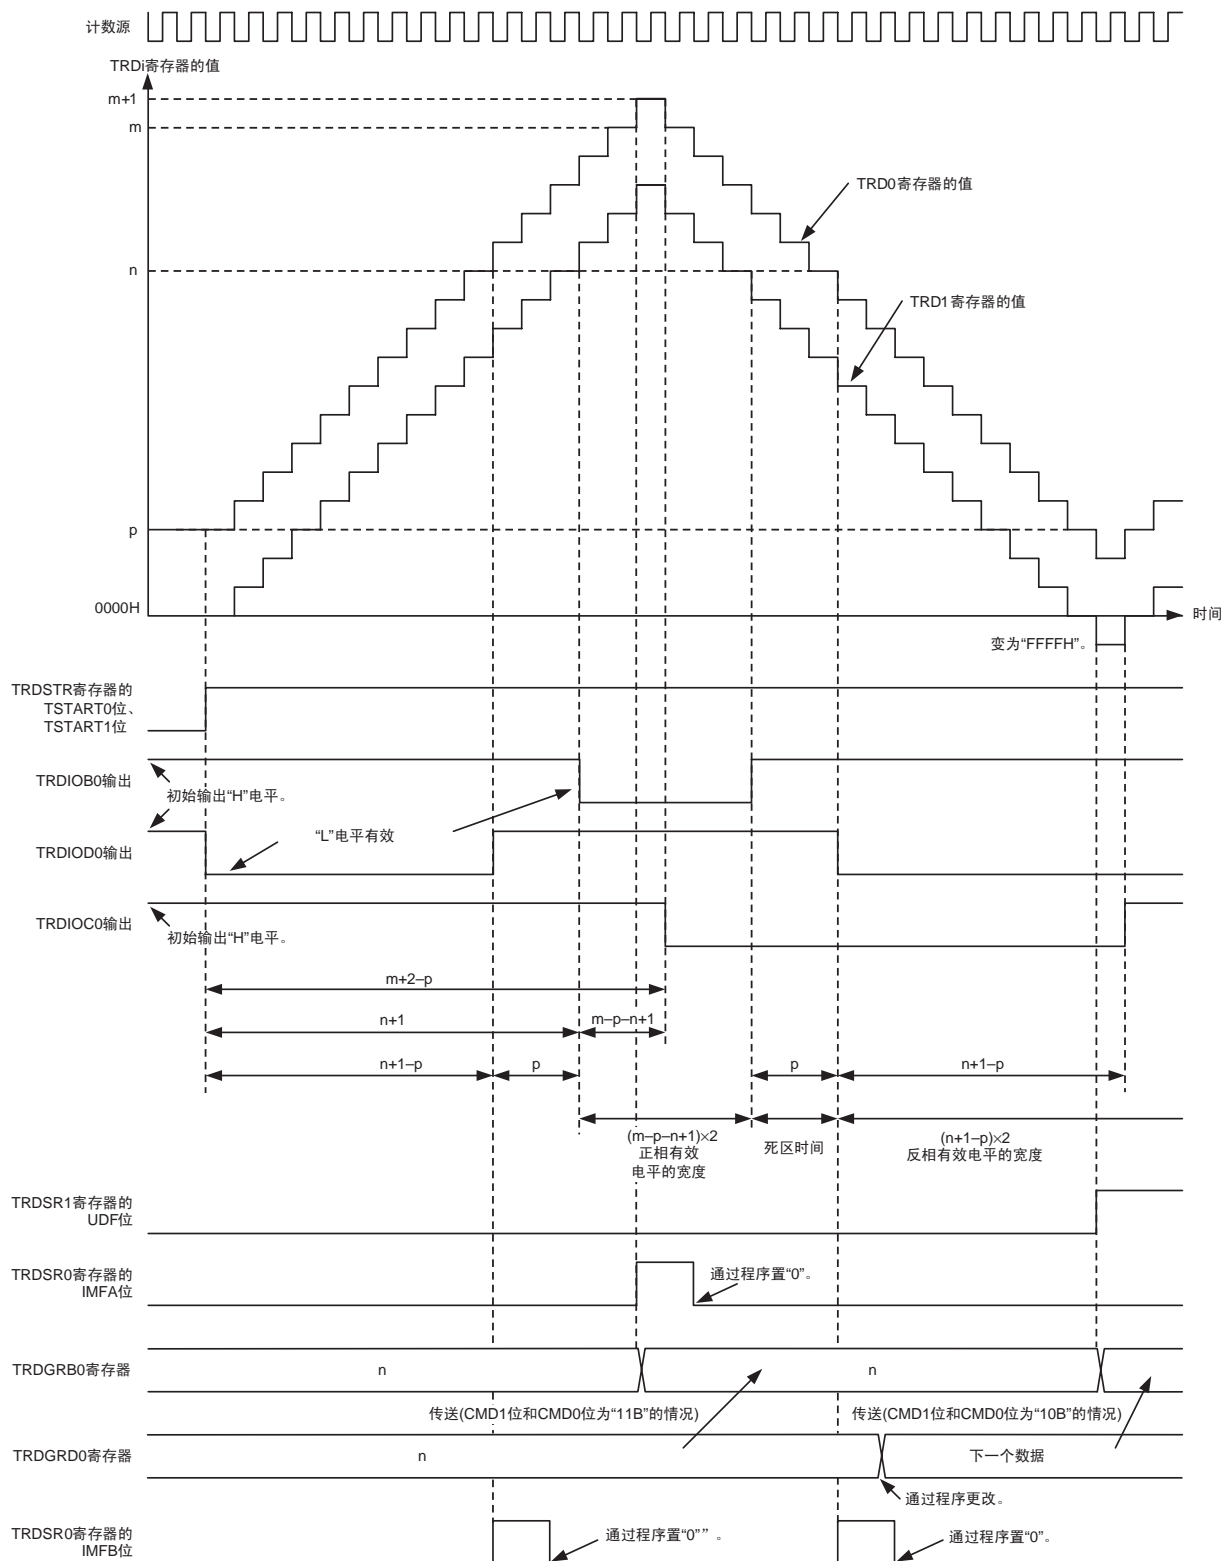 计数源
TRDi寄存器的值
m+1
m
TRD0寄存器的值
n
TRD1寄存器的值
p
0000H
时间
变为“FFFFH”。
TRDSTR寄存器的
TSTART0位、
TSTART1位
TRDIOB0输出
初始输出“H”电平。
“L”电平有效
TRDIOD0输出
TRDIOC0输出
初始输出“H”电平。
m+2–p
n+1
m–p–n+1
n+1–p
p
p
n+1–p
(m–p–n+1)×2
正相有效
电平的宽度
死区时间
(n+1–p)×2
反相有效电平的宽度
TRDSR1寄存器的
UDF位
TRDSR0寄存器的
IMFA位
通过程序置“0”。
TRDGRB0寄存器
n
n
传送(CMD1位和CMD0位为“11B”的情况)
传送(CMD1位和CMD0位为“10B”的情况)
TRDGRD0寄存器
n
下一个数据
通过程序更改。
TRDSR0寄存器的
IMFB位
通过程序置“0””。
通过程序置“0”。